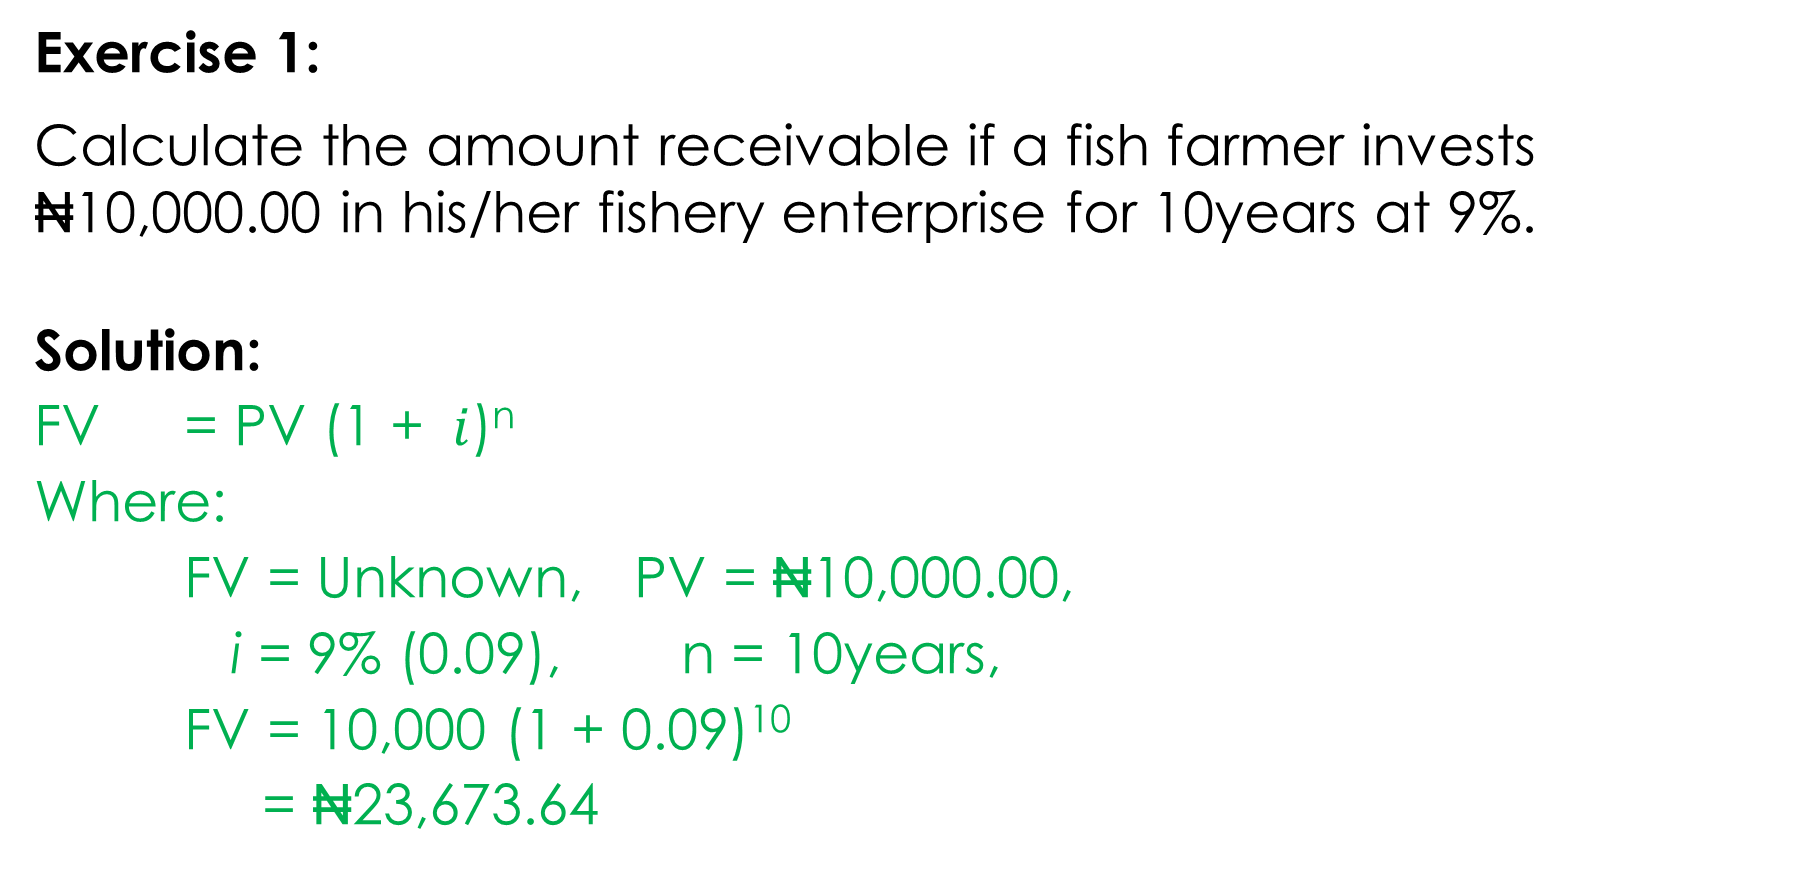 Exercise 1:
Calculate the amount receivable if a fish farmer invests
₦10,000.00 in his/her fishery enterprise for 10years at 9%.
Solution:
FV = PV (1 + i)ⁿ
Where:
FV = Unknown, PV = ₦10,000.00,
i = 9% (0.09), n = 10years,
FV = 10,000 (1 + 0.09)¹⁰
= ₦23,673.64